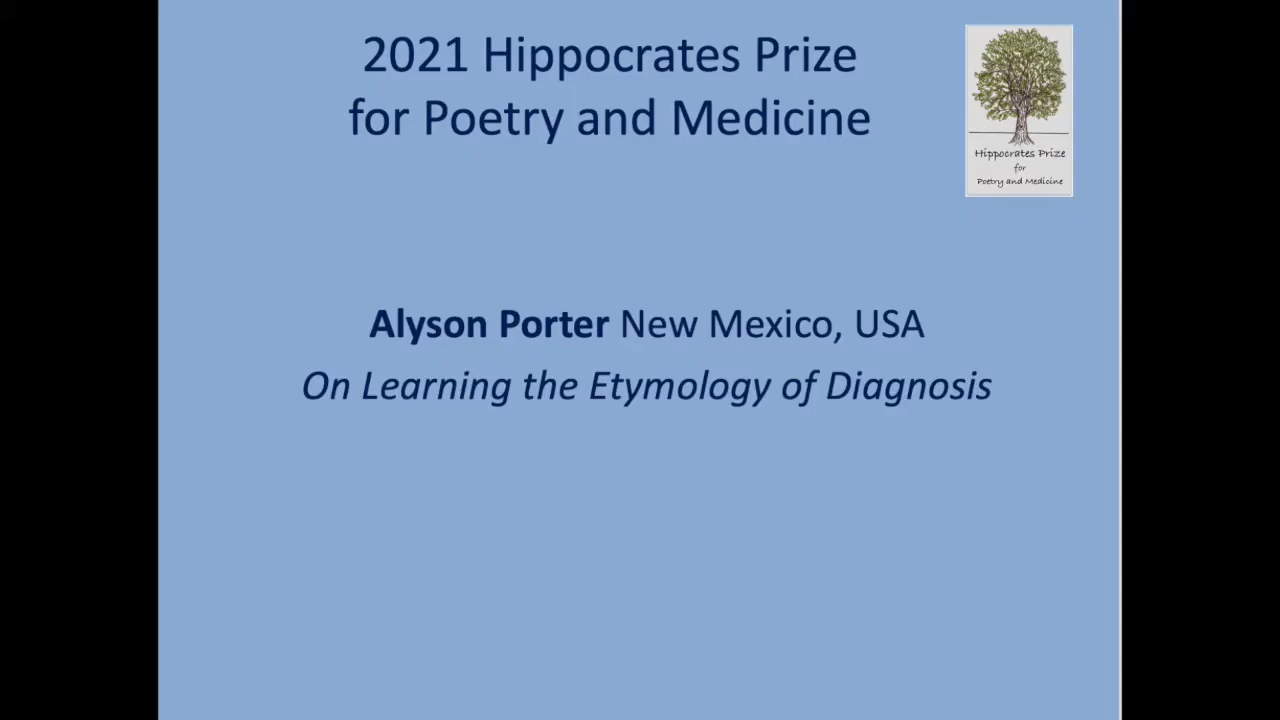 2021 Hippocrates Prize
for Poetry and Medicine
Hippocrates Prize
for
Poetry and Medicine
Alyson Porter New Mexico, USA
On Learning the Etymology of Diagnosis